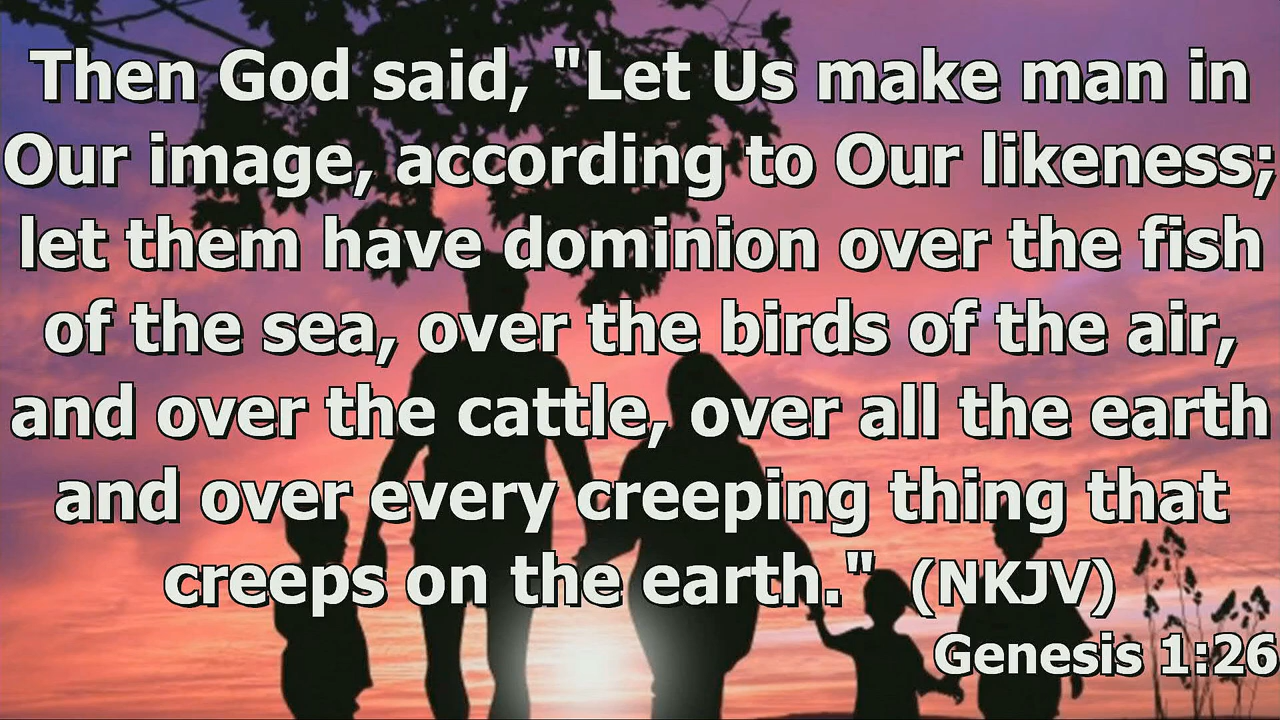 Then God said, "Let Us make man in
Our image, according to Our likeness;
let them have dominion over the fish
of the sea, over the birds of the air,
and over the cattle, over all the earth
and over every creeping thing that
creeps on the earth." (NKJV)
Genesis 1:26